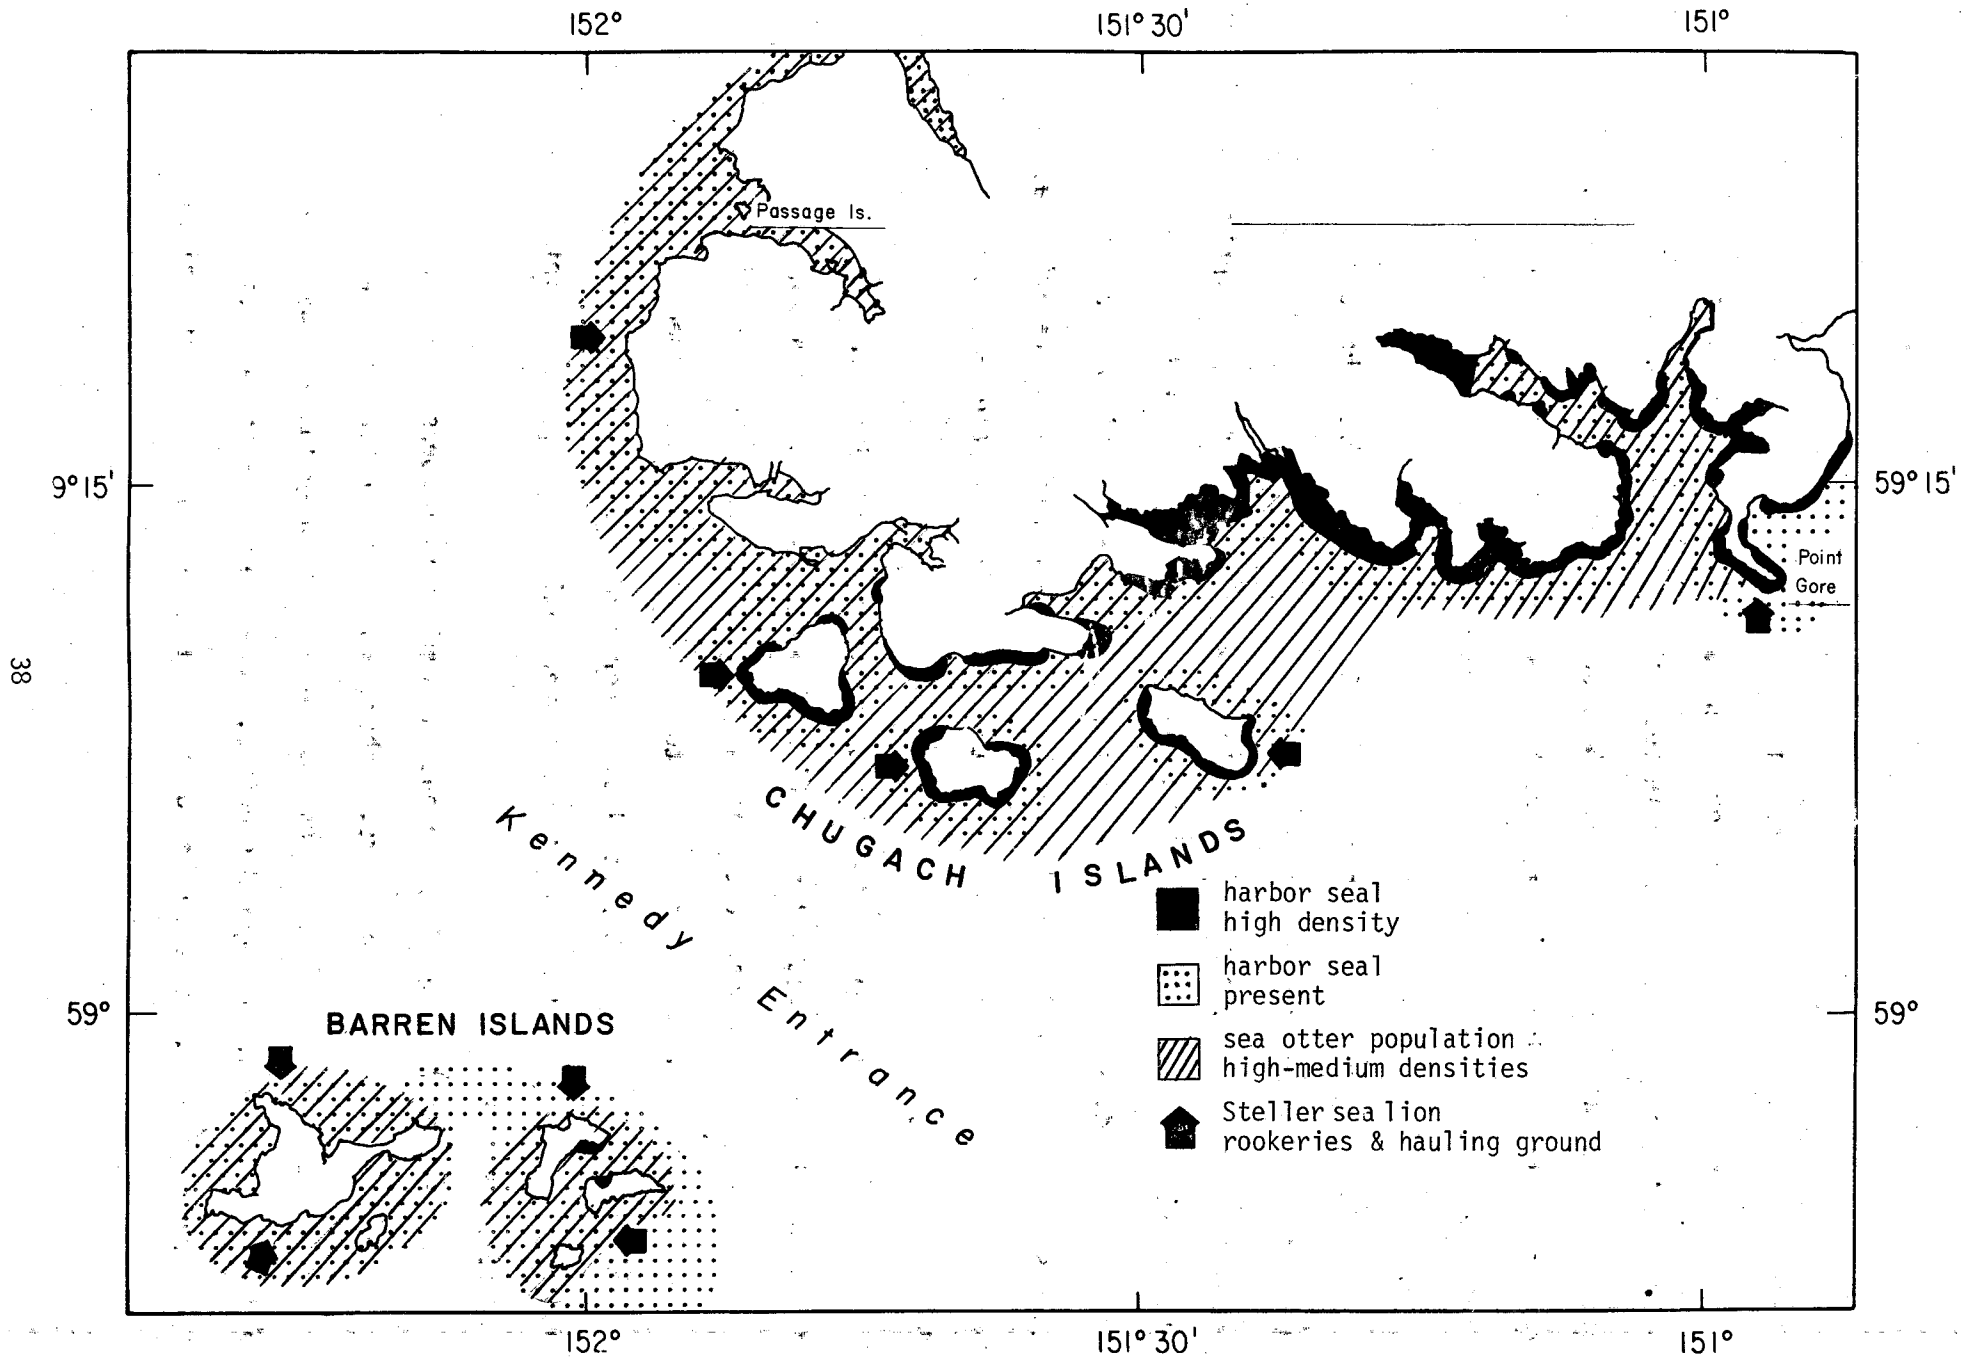 152°
151° 30'
151°
Passage Is.
9° 15'
59° 15'
Point
Gore
38
CHUGACH ISLANDS
Kennedy Entrance
harbor seal
high density
harbor seal
present
59°
59°
BARREN ISLANDS
sea otter population
high-medium densities
Steller sea lion
rookeries & hauling ground
152°
151° 30'
151°